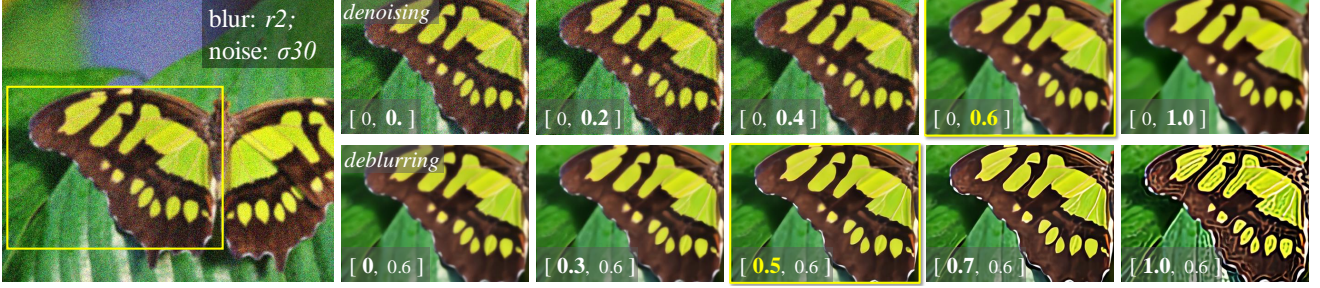 blur: r2;
noise: σ30
denoising
[ 0, 0. ]
[ 0, 0.2 ]
[ 0, 0.4 ]
[ 0, 0.6 ]
[ 0, 1.0 ]
deblurring
[ 0, 0.6 ]
[ 0.3, 0.6 ]
[ 0.5, 0.6 ]
[ 0.7, 0.6 ]
[ 1.0, 0.6 ]